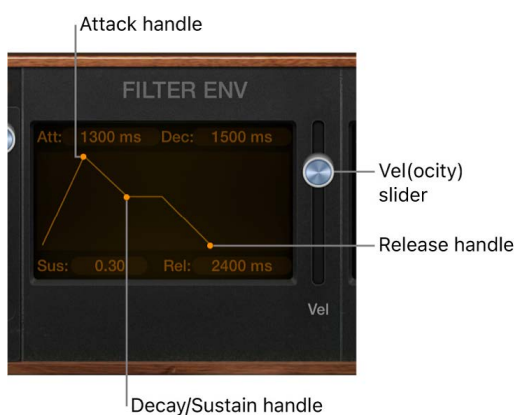 Attack handle
FILTER ENV
Att: 1300 ms Dec: 1500 ms
Vel(ocity)
slider
Release handle
Sus: 0.30 Rel: 2400 ms
Vel
Decay/Sustain handle